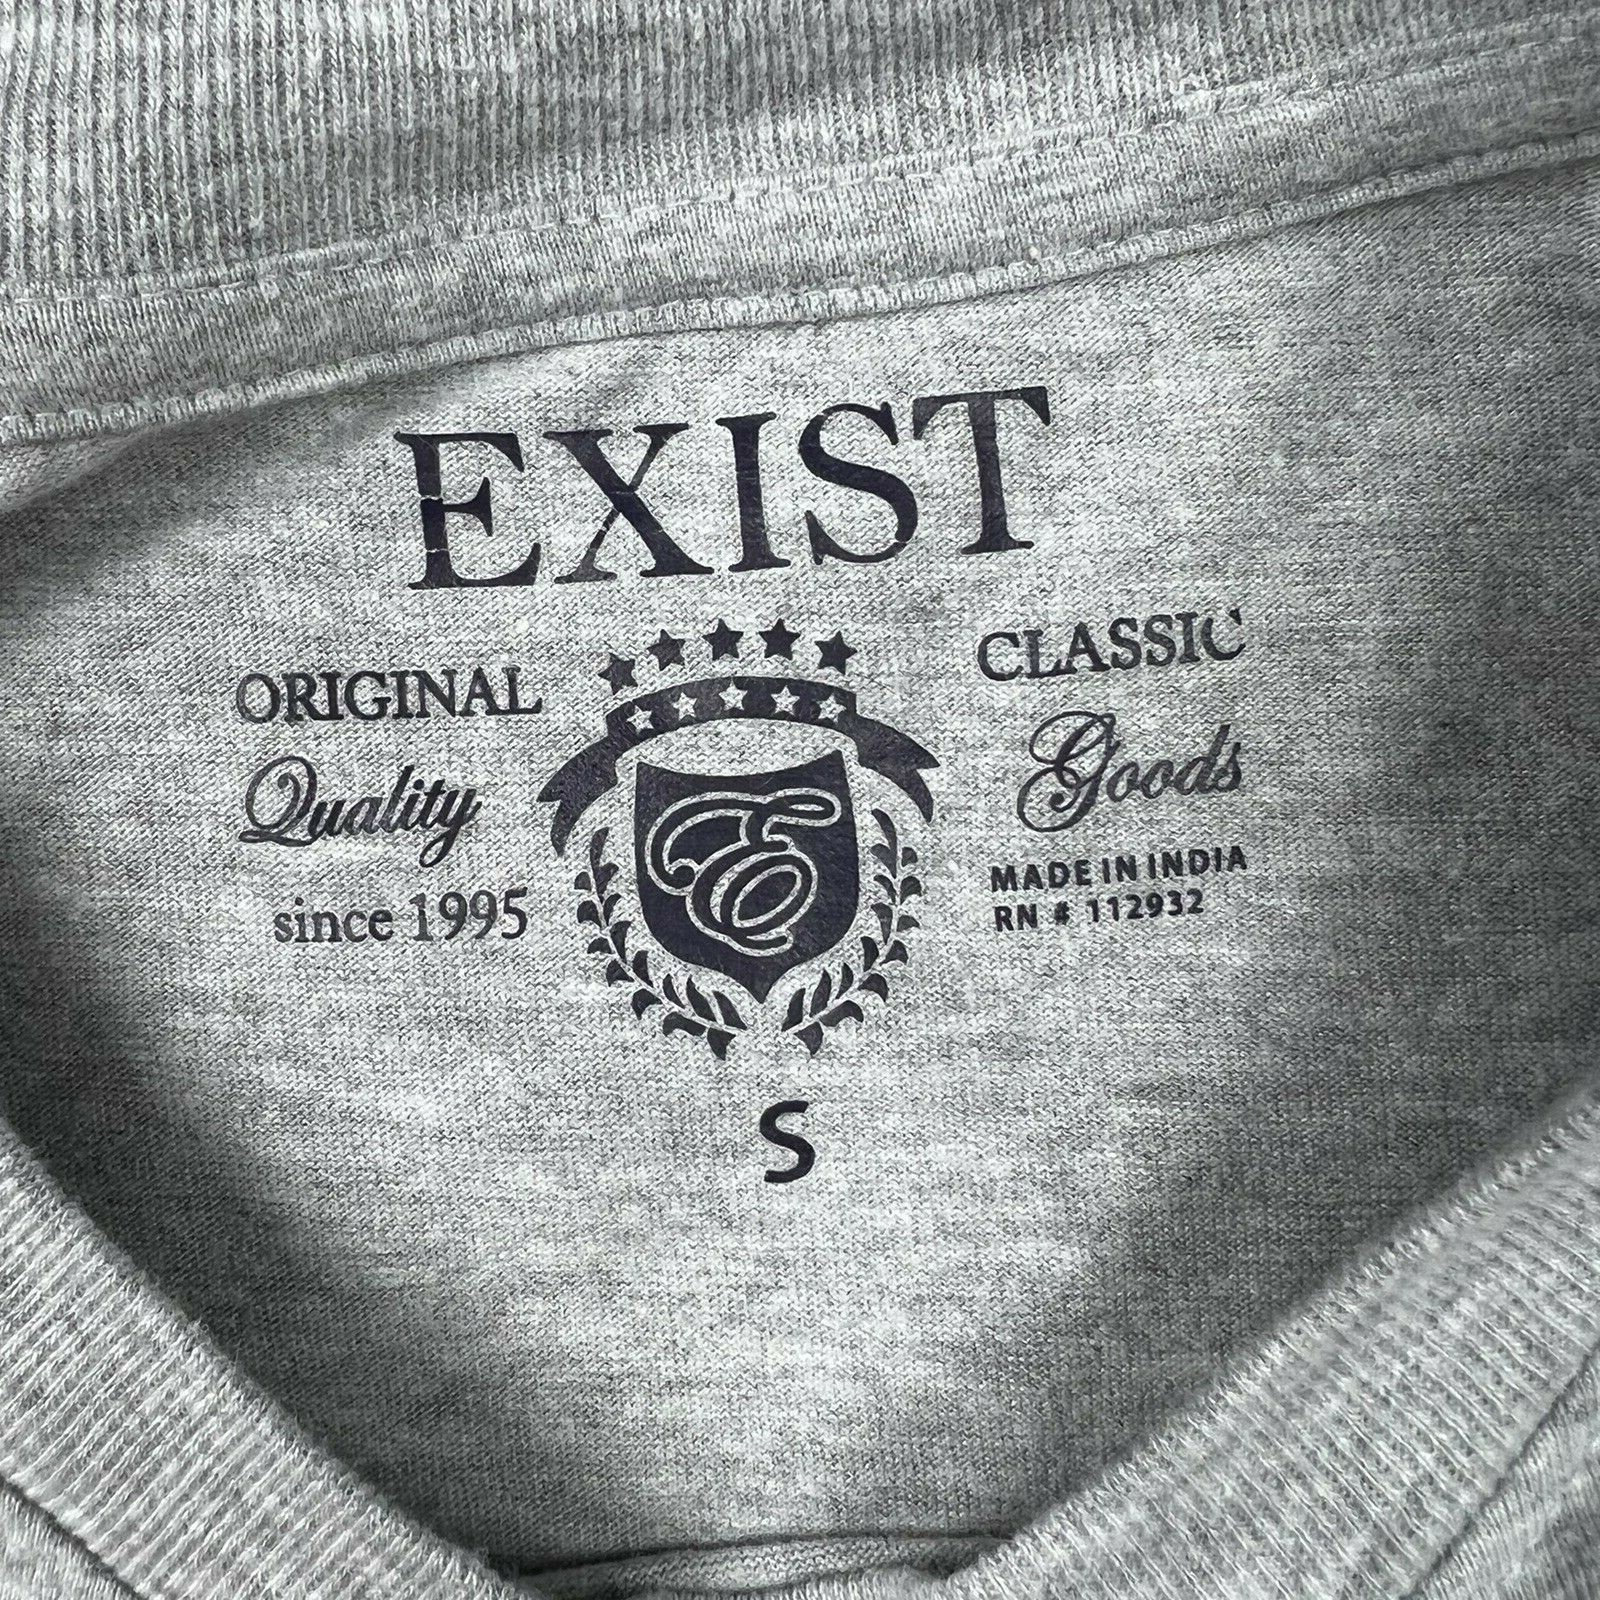 EXIST
ORIGINAL
Quality
since 1995
E
CLASSIC
Goods
MADE IN INDIA
RN # 112932
S